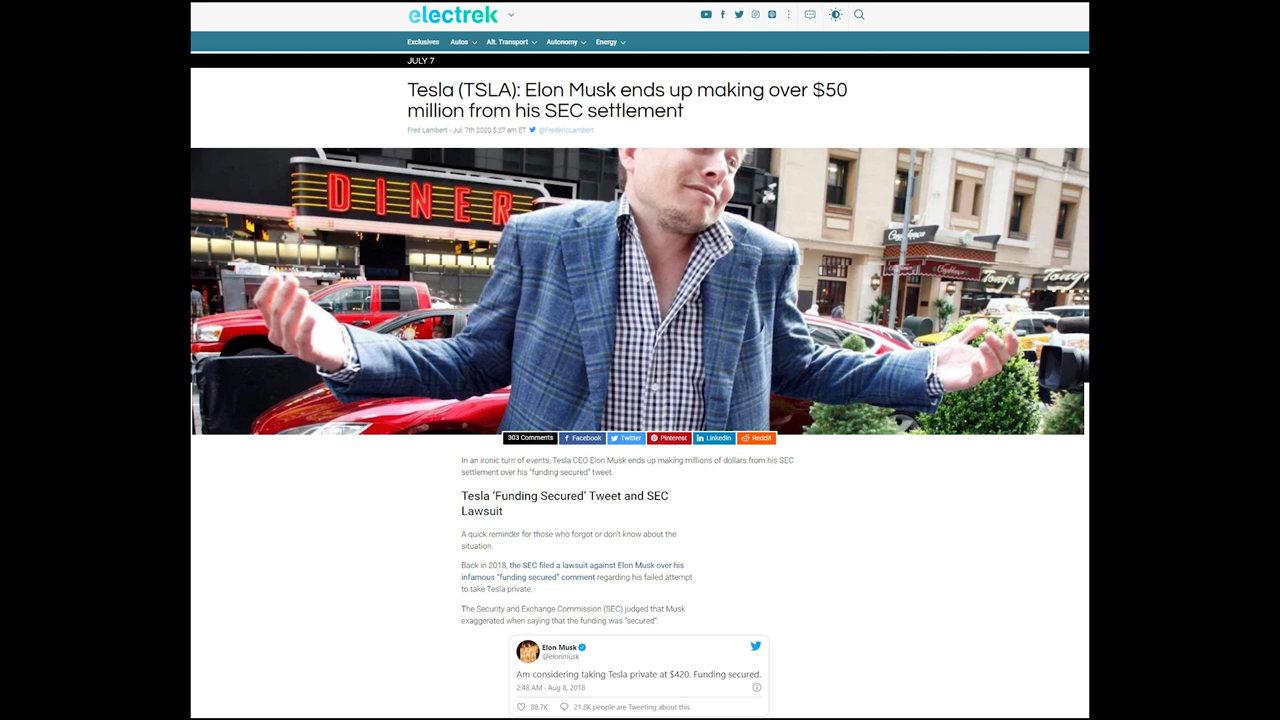 electrek
Exclusives Autos Alt. Transport Autonomy Energy
JULY 7
Tesla (TSLA): Elon Musk ends up making over $50
million from his SEC settlement
Fred Lambert - Jul. 7th 2020 5:27 am ET @FredericLambert
DINER
Tony's
Tony's
303 Comments Facebook Twitter Pinterest LinkedIn Reddit
In an ironic turn of events, Tesla CEO Elon Musk ends up making millions of dollars from his SEC
settlement over his "funding secured" tweet.
Tesla 'Funding Secured' Tweet and SEC
Lawsuit
A quick reminder for those who forgot or don't know about the
situation.
Back in 2018, the SEC filed a lawsuit against Elon Musk over his
infamous "funding secured" comment regarding his failed attempt
to take Tesla private.
The Security and Exchange Commission (SEC) judged that Musk
exaggerated when saying that the funding was "secured":
Elon Musk
@elonmusk
Am considering taking Tesla private at $420. Funding secured.
2:48 AM - Aug 8, 2018
88.7K 21.8K people are Tweeting about this